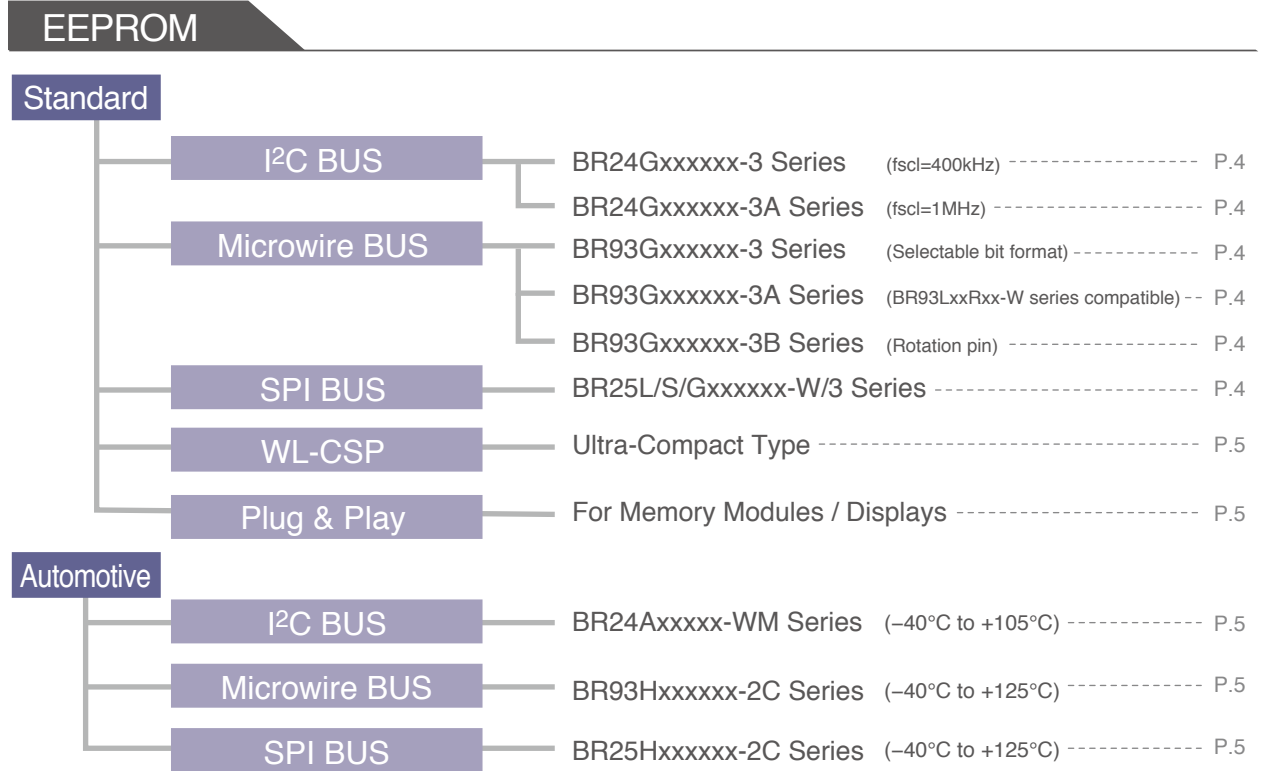 EEPROM
Standard
I²C BUS
BR24Gxxxxxx-3 Series (fscl=400kHz) P.4
BR24Gxxxxxx-3A Series (fscl=1MHz) P.4
Microwire BUS
BR93Gxxxxxx-3 Series (Selectable bit format) P.4
BR93Gxxxxxx-3A Series (BR93LxxRxx-W series compatible) P.4
BR93Gxxxxxx-3B Series (Rotation pin) P.4
SPI BUS
BR25L/S/Gxxxxxx-W/3 Series P.4
WL-CSP
Ultra-Compact Type P.5
Plug & Play
For Memory Modules / Displays P.5
Automotive
I²C BUS
BR24Axxxxx-WM Series (−40°C to +105°C) P.5
Microwire BUS
BR93Hxxxxxx-2C Series (−40°C to +125°C) P.5
SPI BUS
BR25Hxxxxxx-2C Series (−40°C to +125°C) P.5